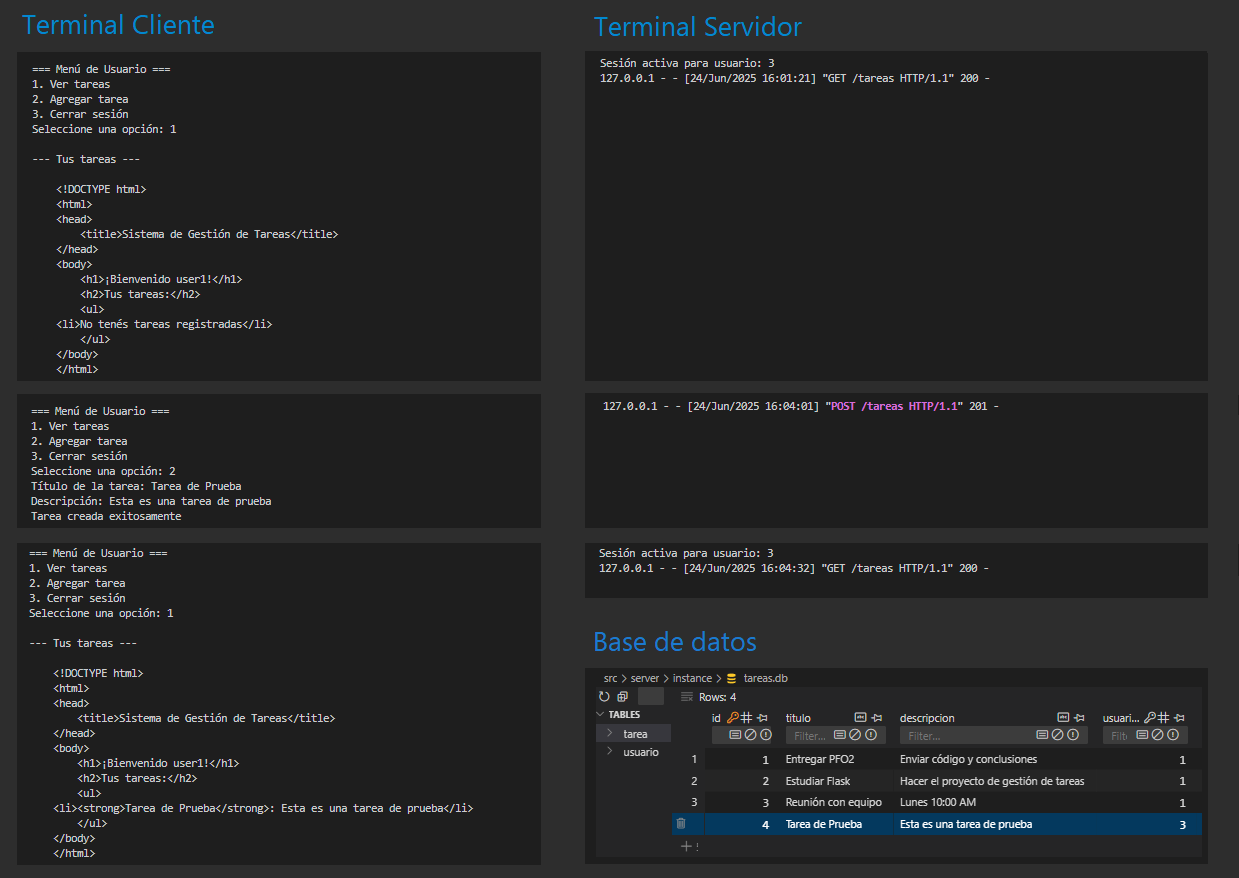 Terminal Cliente
=== Menú de Usuario ===
1. Ver tareas
2. Agregar tarea
3. Cerrar sesión
Seleccione una opción: 1
--- Tus tareas ---
<!DOCTYPE html>
<html>
<head>
<title>Sistema de Gestión de Tareas</title>
</head>
<body>
<h1>¡Bienvenido user1!</h1>
<h2>Tus tareas:</h2>
<ul>
<li>No tenés tareas registradas</li>
</ul>
</body>
</html>
=== Menú de Usuario ===
1. Ver tareas
2. Agregar tarea
3. Cerrar sesión
Seleccione una opción: 2
Título de la tarea: Tarea de Prueba
Descripción: Esta es una tarea de prueba
Tarea creada exitosamente
=== Menú de Usuario ===
1. Ver tareas
2. Agregar tarea
3. Cerrar sesión
Seleccione una opción: 1
--- Tus tareas ---
<!DOCTYPE html>
<html>
<head>
<title>Sistema de Gestión de Tareas</title>
</head>
<body>
<h1>¡Bienvenido user1!</h1>
<h2>Tus tareas:</h2>
<ul>
<li><strong>Tarea de Prueba</strong>: Esta es una tarea de prueba</li>
</ul>
</body>
</html>
Terminal Servidor
Sesión activa para usuario: 3
127.0.0.1 - - [24/Jun/2025 16:01:21] "GET /tareas HTTP/1.1" 200 -
127.0.0.1 - - [24/Jun/2025 16:04:01] "POST /tareas HTTP/1.1" 201 -
Sesión activa para usuario: 3
127.0.0.1 - - [24/Jun/2025 16:04:32] "GET /tareas HTTP/1.1" 200 -
Base de datos
src > server > instance > tareas.db
Rows: 4
TABLES
tarea
usuario
id titulo descripcion usuari...
Filter... Filter... Filt
1 1 Entregar PFO2 Enviar código y conclusiones 1
2 2 Estudiar Flask Hacer el proyecto de gestión de tareas 1
3 3 Reunión con equipo Lunes 10:00 AM 1
4 Tarea de Prueba Esta es una tarea de prueba 3